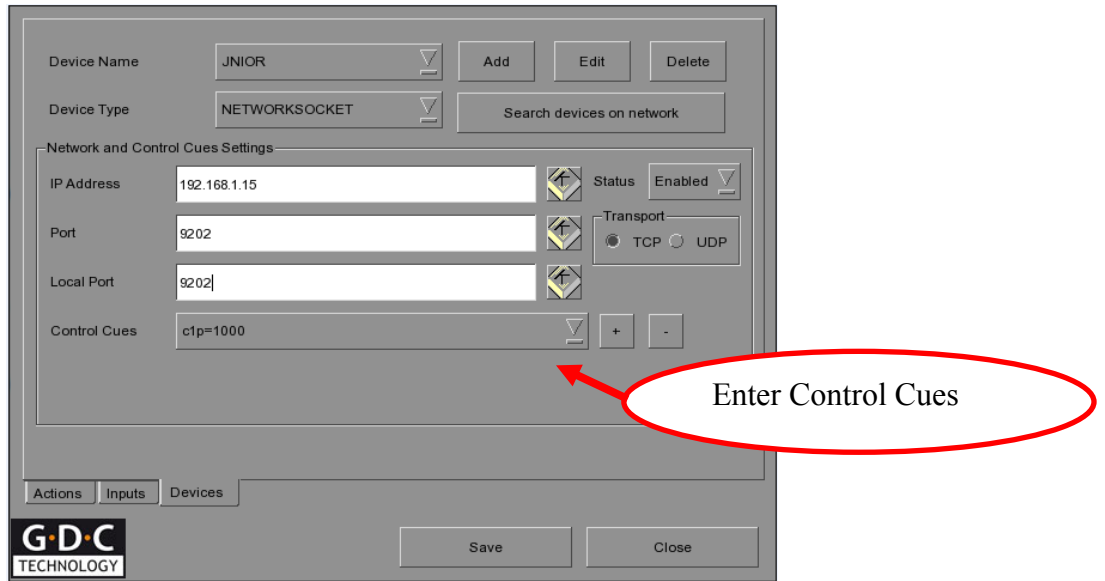 Device Name JNIOR Add Edit Delete
Device Type NETWORKSOCKET Search devices on network
Network and Control Cues Settings
IP Address 192.168.1.15 Status Enabled
Transport
Port 9202 TCP UDP
Local Port 9202
Control Cues c1p=1000 + -
Enter Control Cues
Actions Inputs Devices
G·D·C
TECHNOLOGY
Save Close